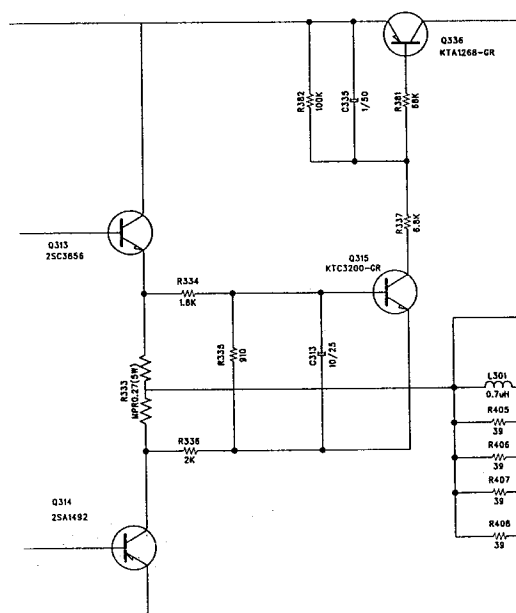 Q336
KTA1268-GR
R382
100K
C335
1/50
R381
68K
R337
6.8K
Q313
2SC3856
Q315
KTC3200-GR
R334
1.8K
R335
910
C313
10/25
R333
MPR0.27(5W)
L301
0.7uH
R405
39
R406
39
R407
39
R408
39
R336
2K
Q314
2SA1492